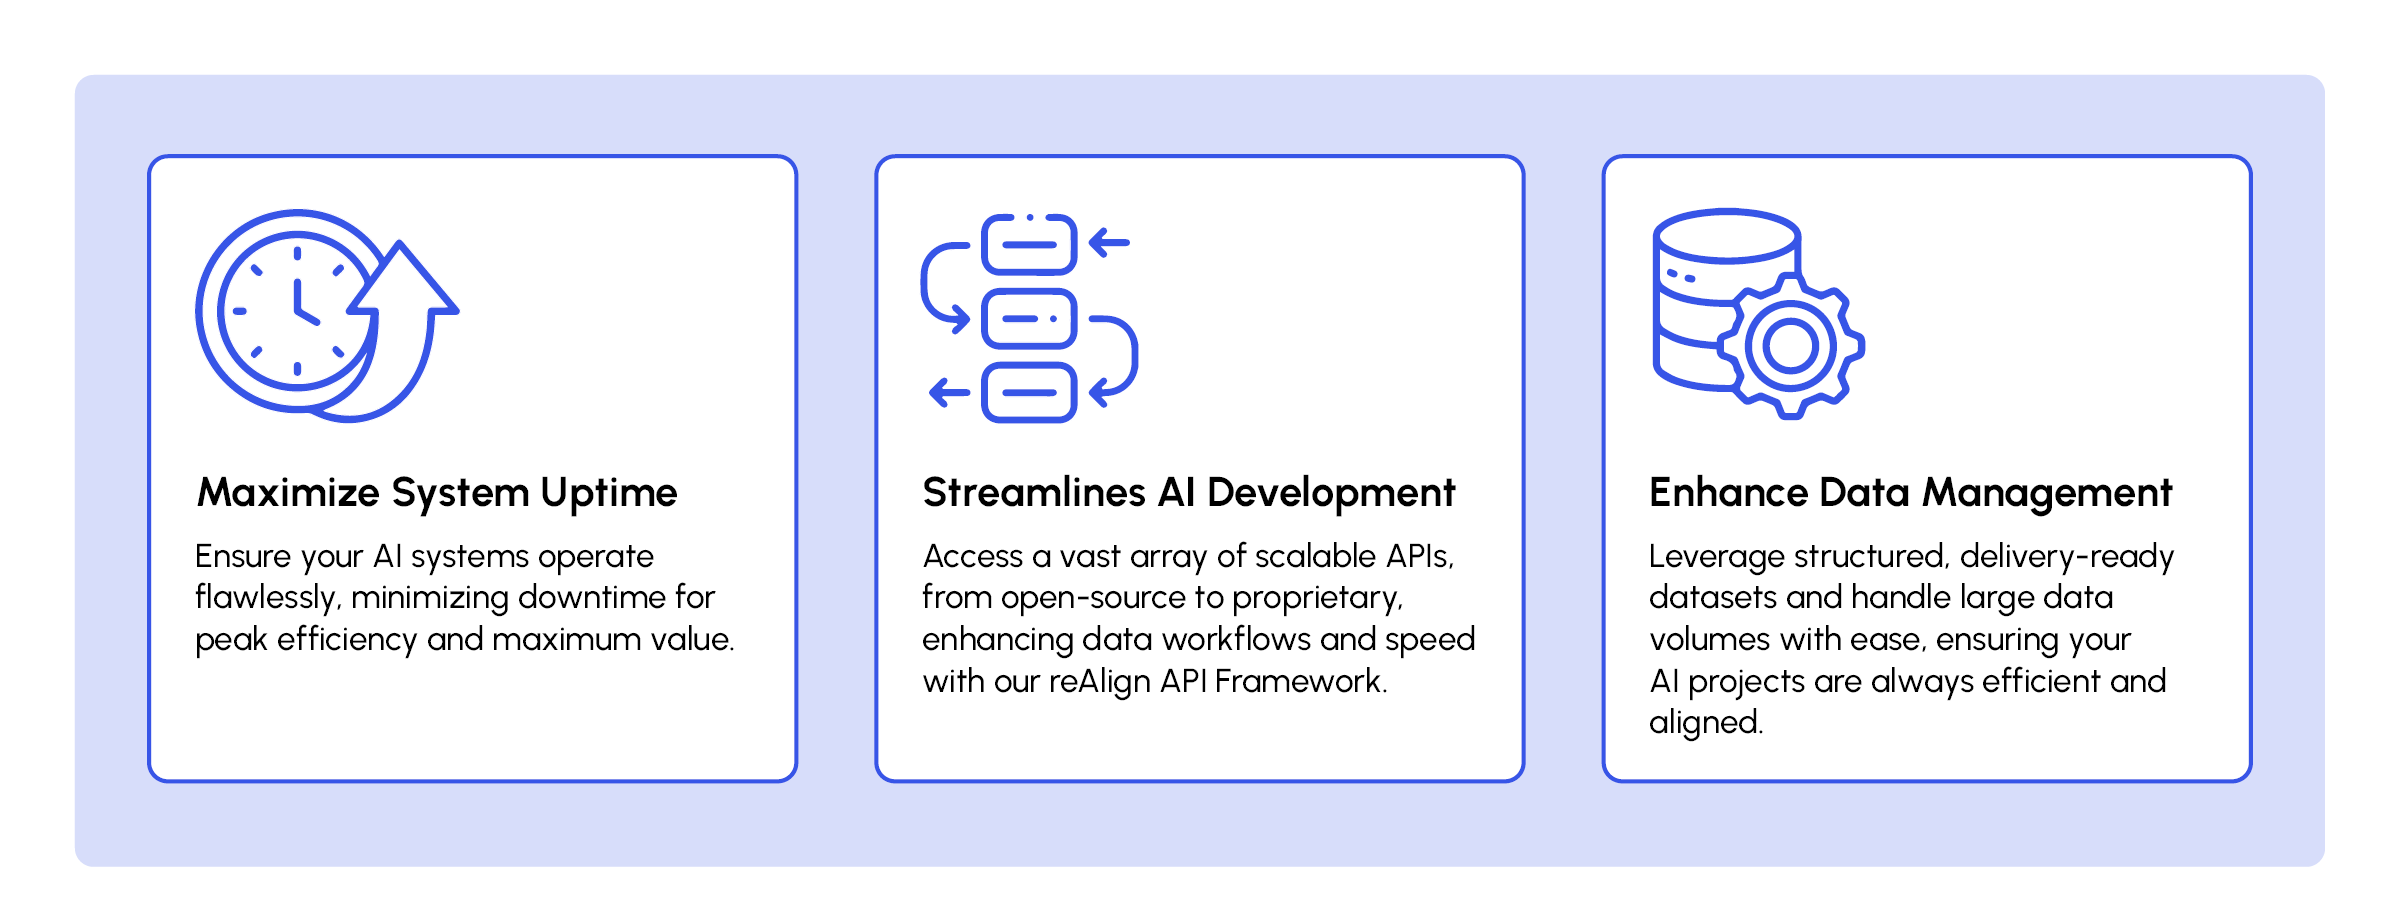 Maximize System Uptime
Ensure your AI systems operate
flawlessly, minimizing downtime for
peak efficiency and maximum value.
Streamlines AI Development
Access a vast array of scalable APIs,
from open-source to proprietary,
enhancing data workflows and speed
with our reAlign API Framework.
Enhance Data Management
Leverage structured, delivery-ready
datasets and handle large data
volumes with ease, ensuring your
AI projects are always efficient and
aligned.